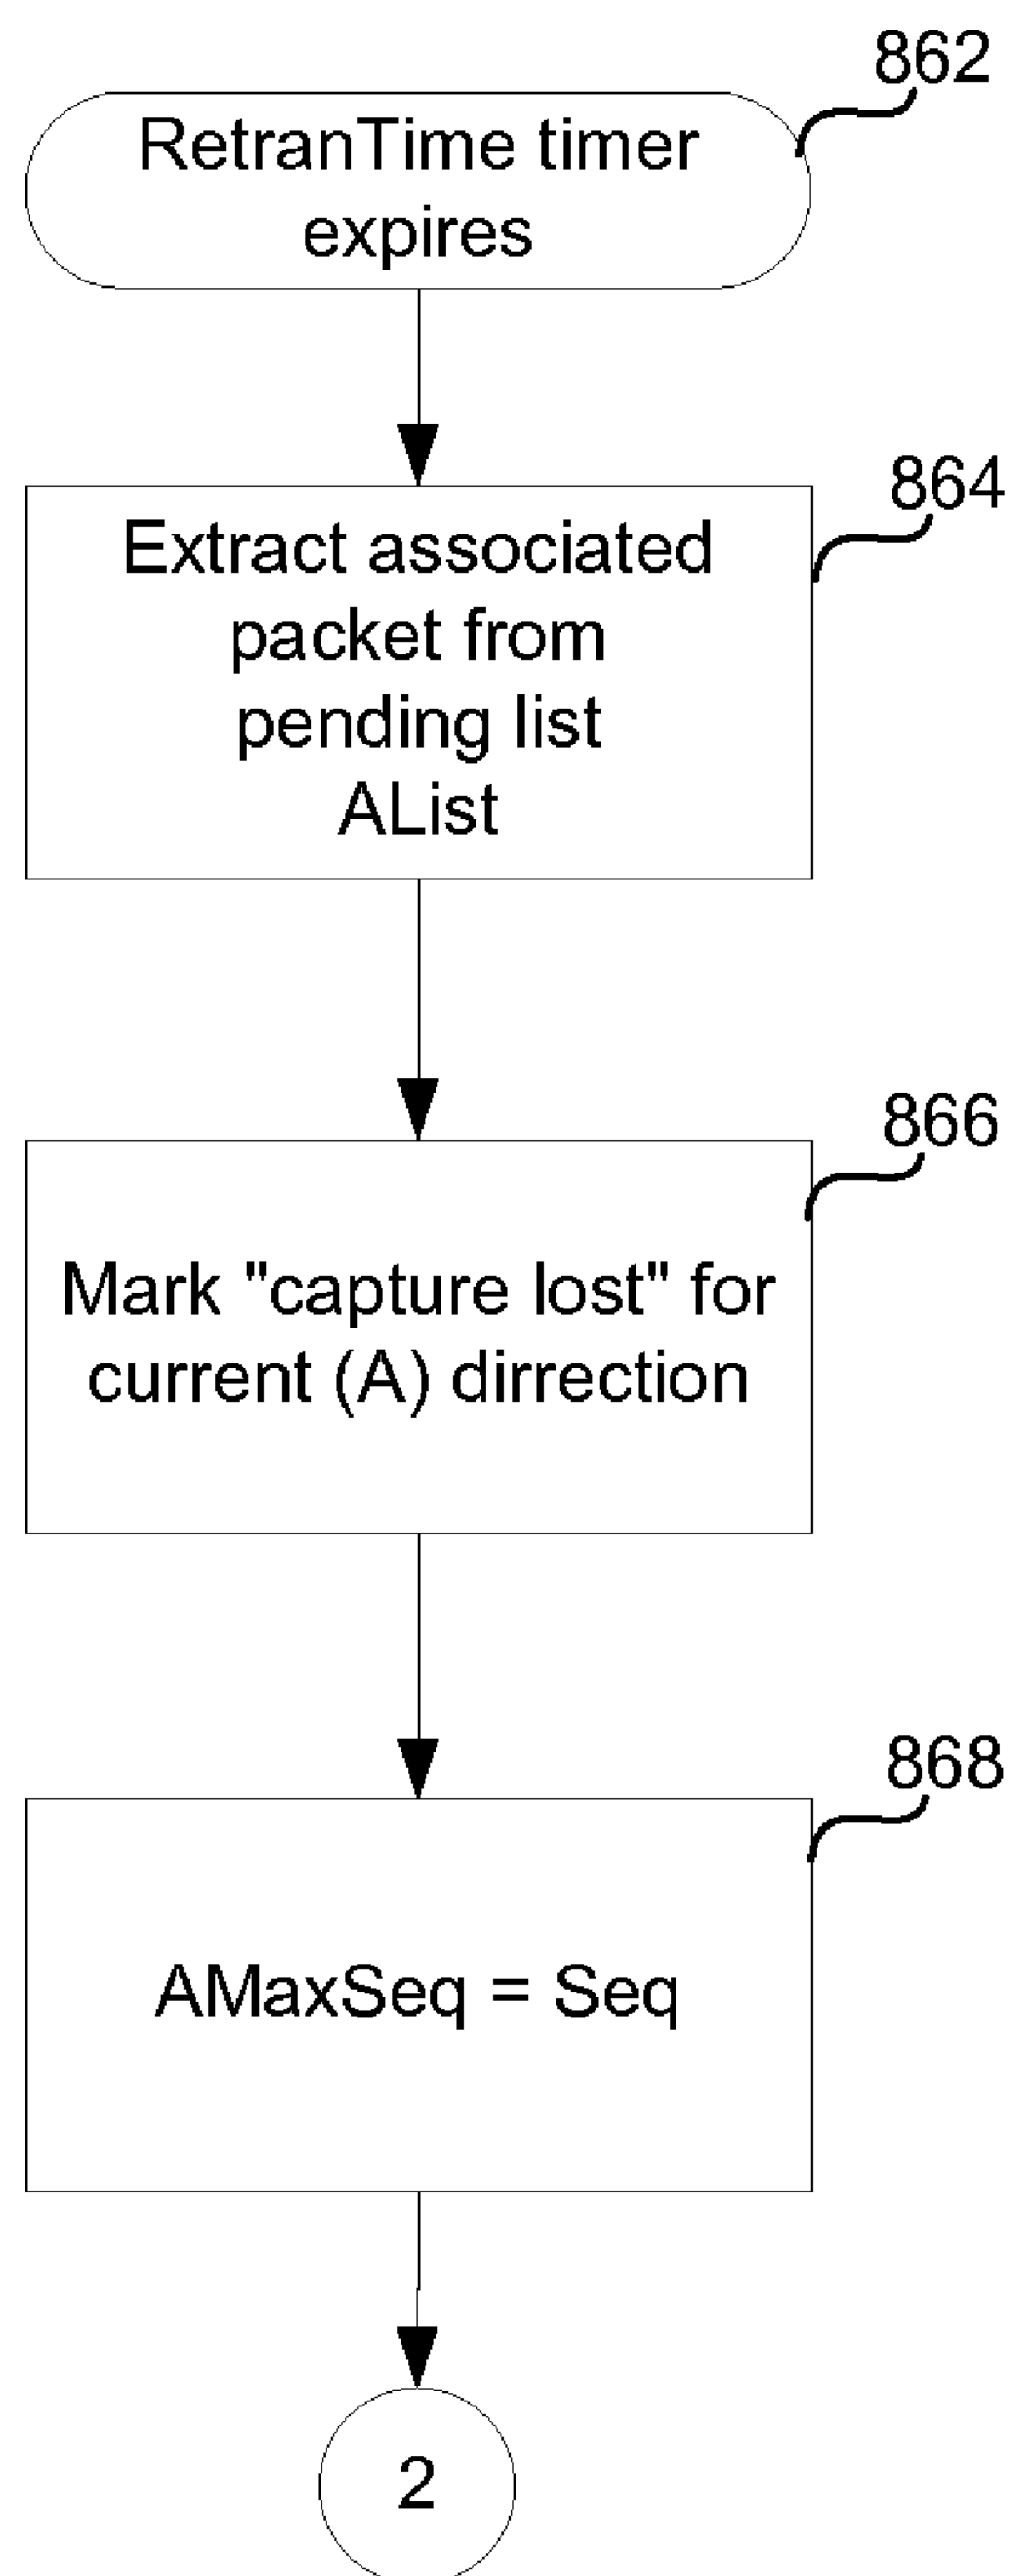 862
RetranTime timer
expires
864
Extract associated
packet from
pending list
AList
866
Mark "capture lost" for
current (A) dirrection
868
AMaxSeq = Seq
2